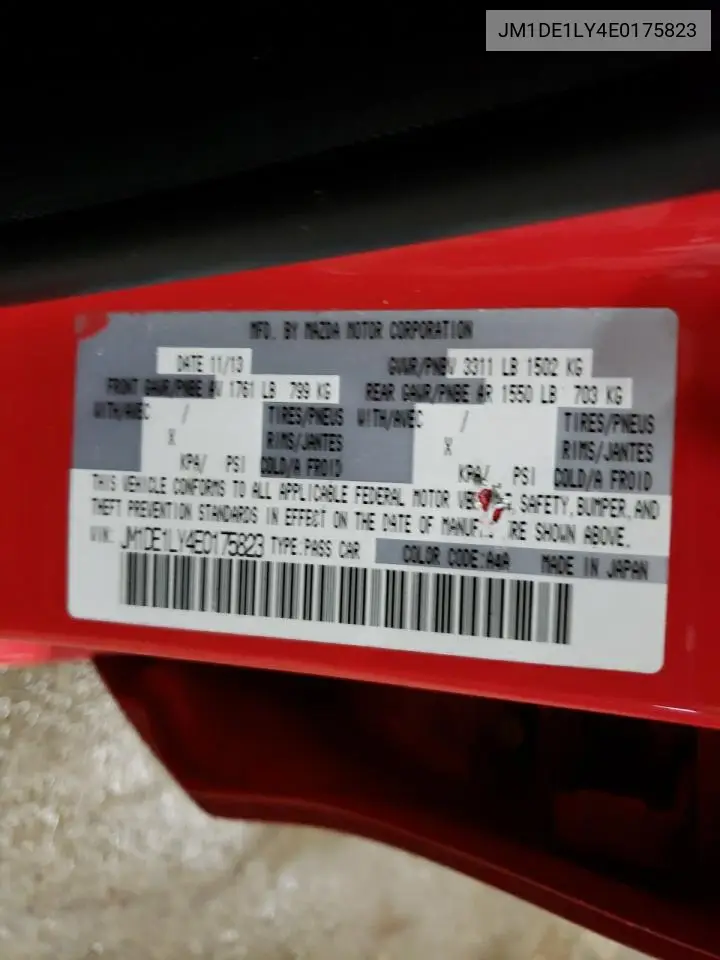 JM1DE1LY4E0175823
MFD. BY MAZDA MOTOR CORPORATION
DATE 11/13 GVWR/PNBV 3311 LB 1502 KG
FRONT GAWR/PNBE AV 1761 LB 799 KG REAR GAWR/PNBE AR 1550 LB 703 KG
WITH/AVEC / TIRES/PNEUS WITH/AVEC / TIRES/PNEUS
X RIMS/JANTES X RIMS/JANTES
KPA/ PSI COLD/A FROID KPA/ PSI COLD/A FROID
THIS VEHICLE CONFORMS TO ALL APPLICABLE FEDERAL MOTOR SAFETY,BUMPER,AND
THEFT PREVENTION STANDARDS IN EFFECT ON THE DATE OF SHOWN ABOVE.
VIN: JM1DE1LY4E0175823 TYPE:PASS CAR COLOR CODE:A4A MADE IN JAPAN